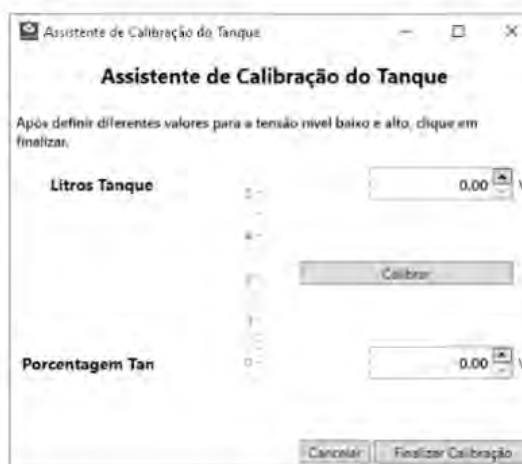 Assistente de Calibração do Tanque
Assistente de Calibração do Tanque
Após definir diferentes valores para a tensão nível baixo e alto, clique em
finalizar.
Litros Tanque
0.00 V
Calibrar
Porcentagem Tan
0.00 V
Cancelar
Finalizar Calibração